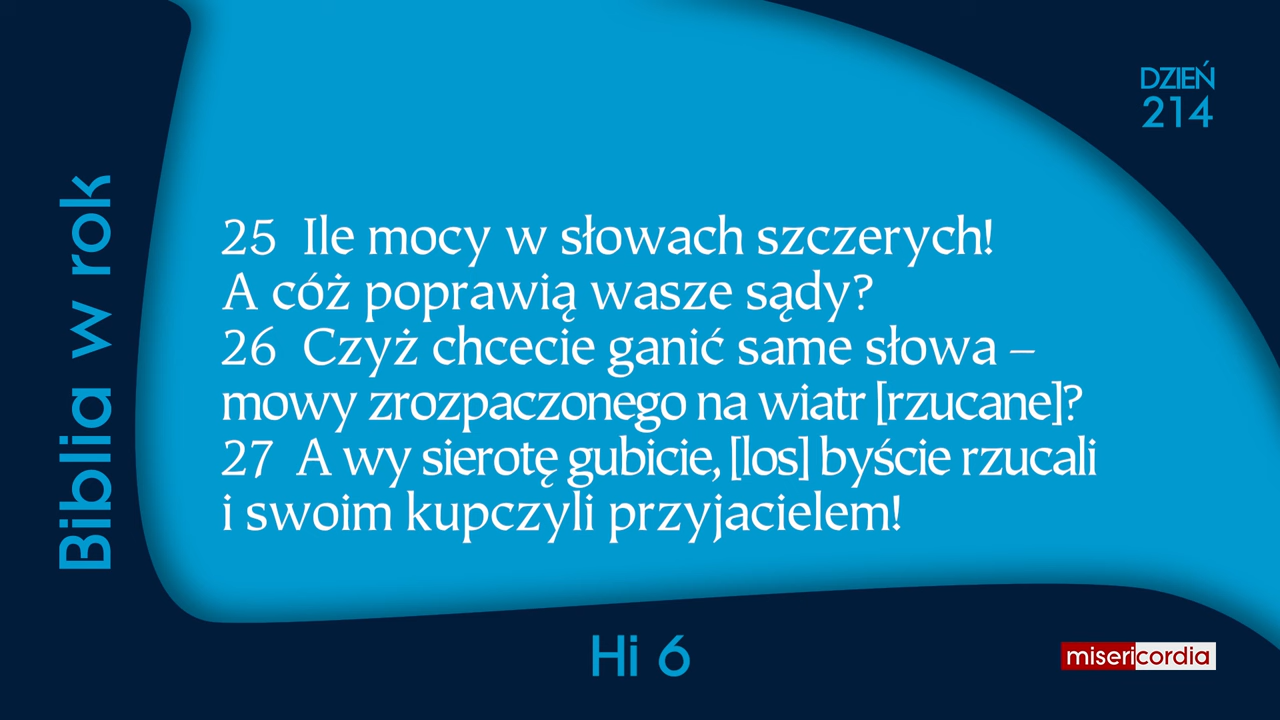 DZIEŃ
214
Biblia w rok
25 Ile mocy w słowach szczerych!
A cóż poprawią wasze sądy?
26 Czyż chcecie ganić same słowa –
mowy zrozpaczonego na wiatr [rzucane]?
27 A wy sierotę gubicie, [los] byście rzucali
i swoim kupczyli przyjacielem!
Hi 6
misericordia